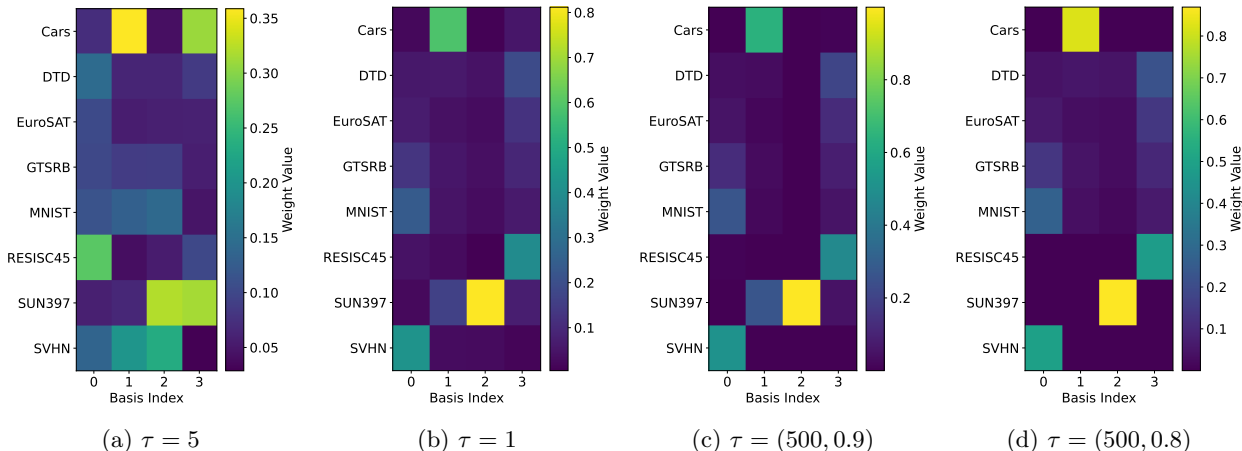 Cars
DTD
EuroSAT
GTSRB
MNIST
RESISC45
SUN397
SVHN
0 1 2 3
Basis Index
0.35
0.30
0.25
0.20
0.15
0.10
0.05
Weight Value
(a) τ = 5
Cars
DTD
EuroSAT
GTSRB
MNIST
RESISC45
SUN397
SVHN
0 1 2 3
Basis Index
0.8
0.7
0.6
0.5
0.4
0.3
0.2
0.1
Weight Value
(b) τ = 1
Cars
DTD
EuroSAT
GTSRB
MNIST
RESISC45
SUN397
SVHN
0 1 2 3
Basis Index
0.8
0.6
0.4
0.2
Weight Value
(c) τ = (500, 0.9)
Cars
DTD
EuroSAT
GTSRB
MNIST
RESISC45
SUN397
SVHN
0 1 2 3
Basis Index
0.8
0.7
0.6
0.5
0.4
0.3
0.2
0.1
Weight Value
(d) τ = (500, 0.8)